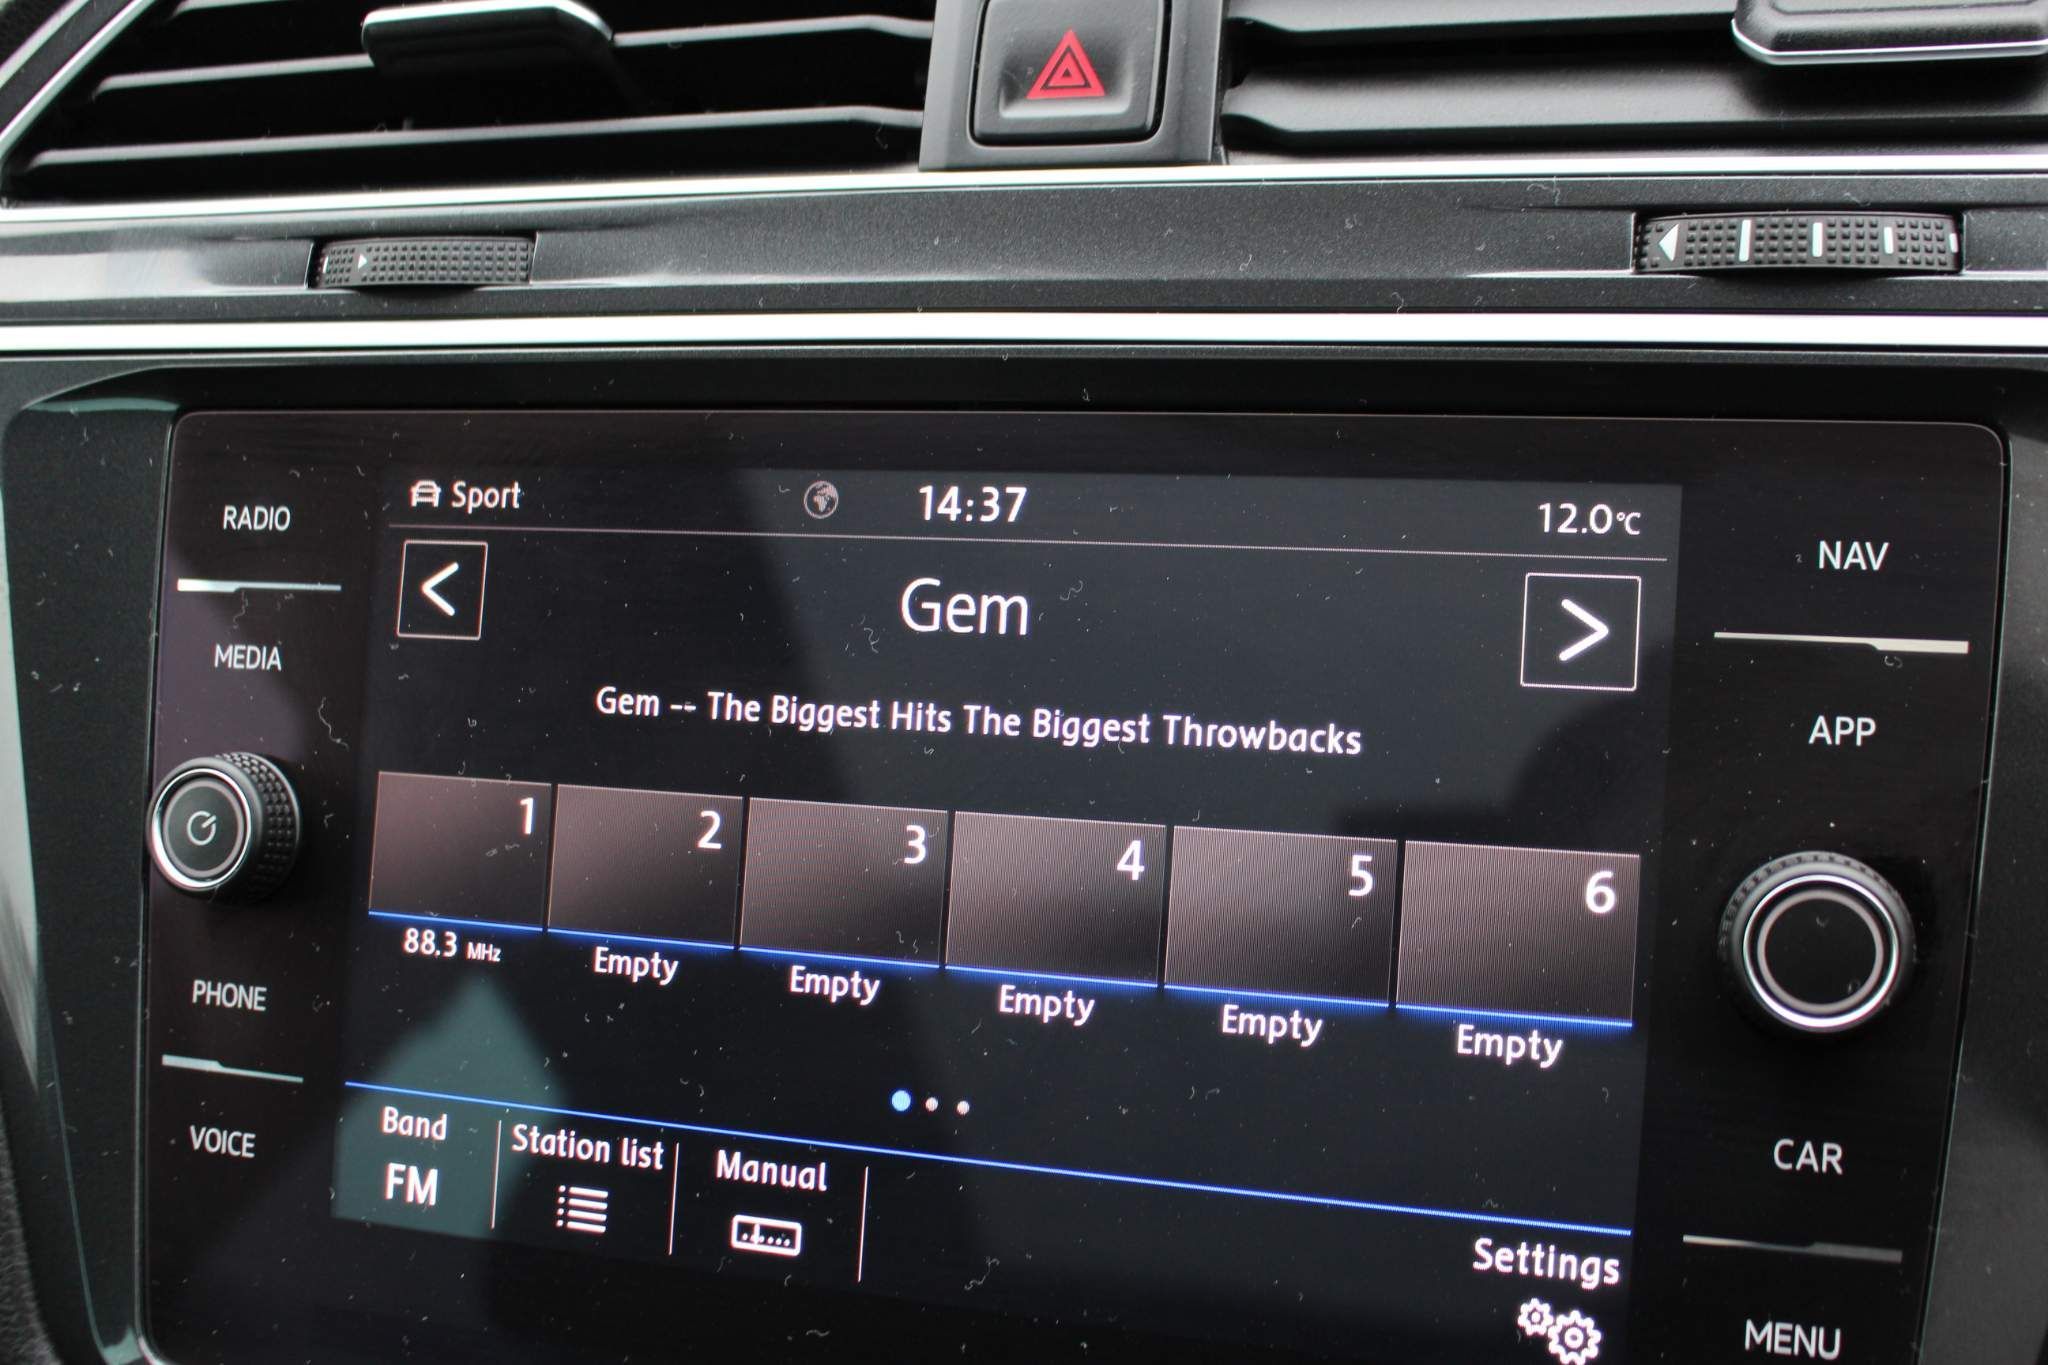 Sport 14:37 12.0°C
RADIO
MEDIA
PHONE
VOICE
Gem
Gem -- The Biggest Hits The Biggest Throwbacks
1 2 3 4 5 6
88.3 MHz Empty Empty Empty Empty Empty
Band Station list Manual
FM
Settings
NAV
APP
CAR
MENU